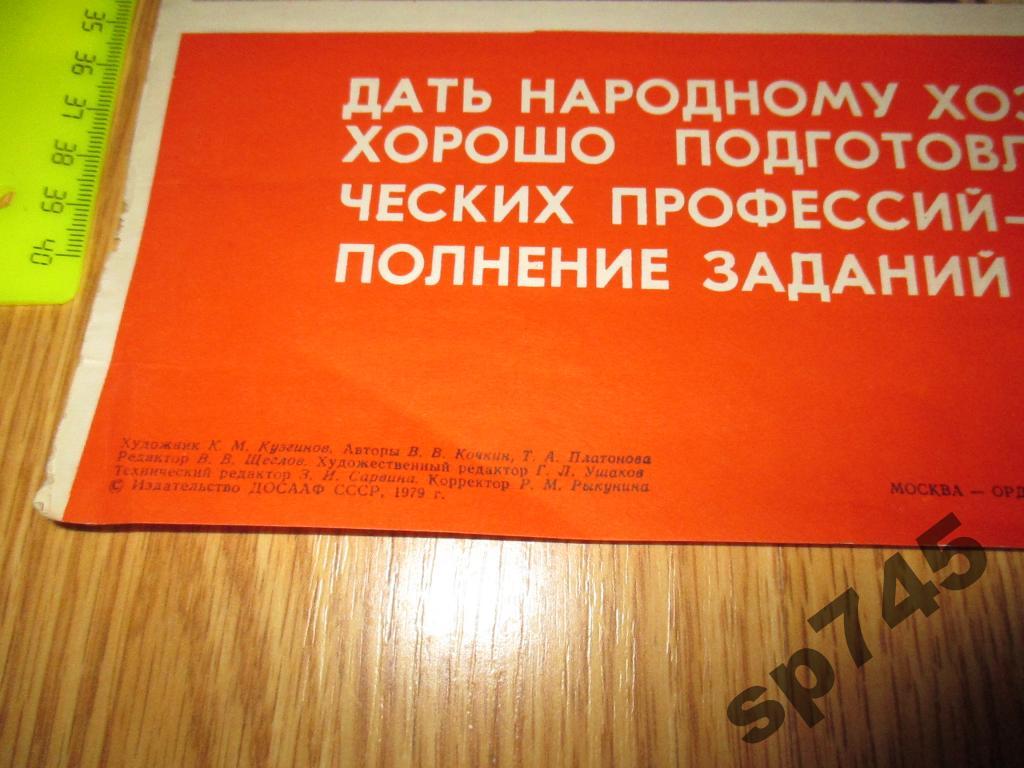 35
36
37
38
39
40
ДАТЬ НАРОДНОМУ ХОЗ
ХОРОШО ПОДГОТОВЛ
ЧЕСКИХ ПРОФЕССИЙ—
ПОЛНЕНИЕ ЗАДАНИЙ
Художник К. М. Кузгинов, Авторы В. В. Кочкин, Т. А. Платонова
Редактор В. В. Щеглов. Художественный редактор Г. Л. Ушаков
Технический редактор З. И. Сарвина. Корректор Р. М. Рыкунина
© Издательство ДОСААФ СССР, 1979 г.
МОСКВА — ОРД
sp745